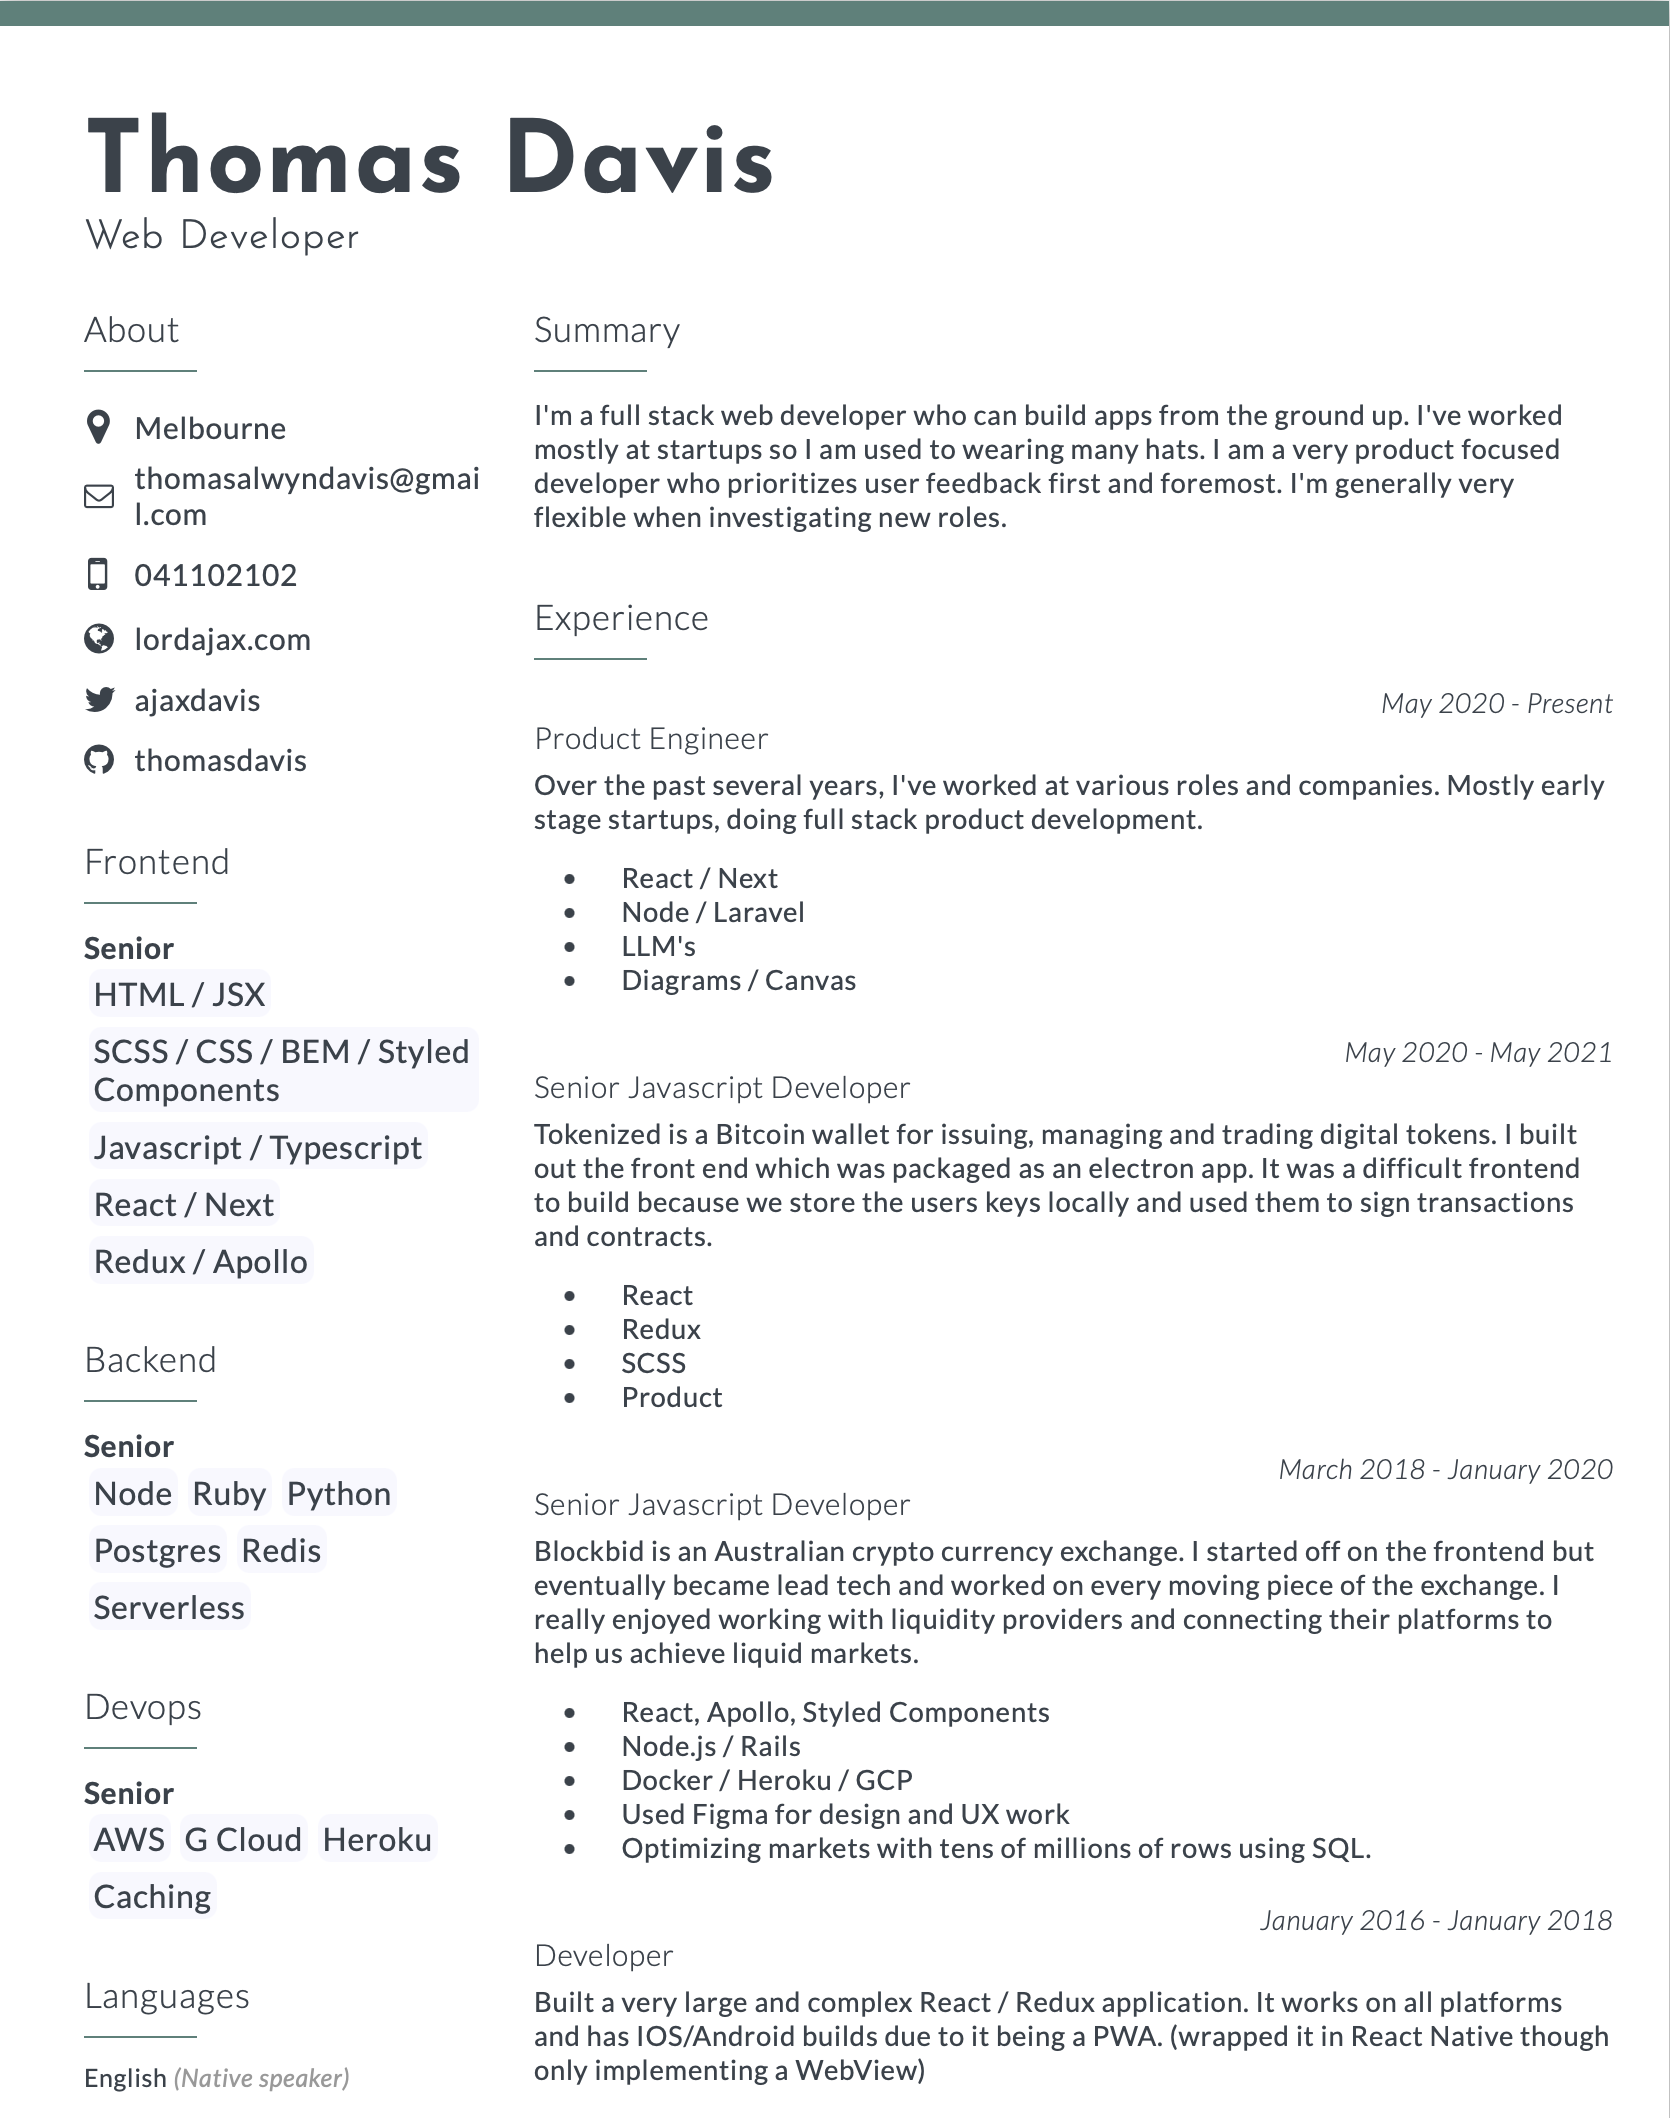 Thomas Davis
Web Developer
About
Melbourne
thomasalwyndavis@gmai
l.com
041102102
lordajax.com
ajaxdavis
thomasdavis
Frontend
Senior
HTML / JSX
SCSS / CSS / BEM / Styled
Components
Javascript / Typescript
React / Next
Redux / Apollo
Backend
Senior
Node Ruby Python
Postgres Redis
Serverless
Devops
Senior
AWS G Cloud Heroku
Caching
Languages
English (Native speaker)
Summary
I'm a full stack web developer who can build apps from the ground up. I've worked
mostly at startups so I am used to wearing many hats. I am a very product focused
developer who prioritizes user feedback first and foremost. I'm generally very
flexible when investigating new roles.
Experience
May 2020 - Present
Product Engineer
Over the past several years, I've worked at various roles and companies. Mostly early
stage startups, doing full stack product development.
• React / Next
• Node / Laravel
• LLM's
• Diagrams / Canvas
May 2020 - May 2021
Senior Javascript Developer
Tokenized is a Bitcoin wallet for issuing, managing and trading digital tokens. I built
out the front end which was packaged as an electron app. It was a difficult frontend
to build because we store the users keys locally and used them to sign transactions
and contracts.
• React
• Redux
• SCSS
• Product
March 2018 - January 2020
Senior Javascript Developer
Blockbid is an Australian crypto currency exchange. I started off on the frontend but
eventually became lead tech and worked on every moving piece of the exchange. I
really enjoyed working with liquidity providers and connecting their platforms to
help us achieve liquid markets.
• React, Apollo, Styled Components
• Node.js / Rails
• Docker / Heroku / GCP
• Used Figma for design and UX work
• Optimizing markets with tens of millions of rows using SQL.
January 2016 - January 2018
Developer
Built a very large and complex React / Redux application. It works on all platforms
and has IOS/Android builds due to it being a PWA. (wrapped it in React Native though
only implementing a WebView)